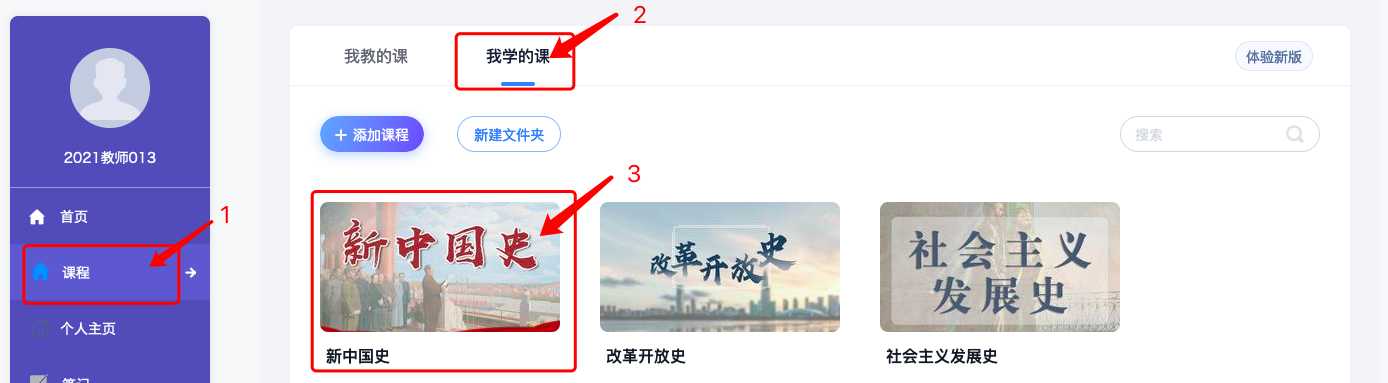 2021教师013
首页
课程
个人主页
笔记
1
我教的课
我学的课
2
体验新版
+ 添加课程
新建文件夹
搜索
3
新中国史
改革开放史
社会主义
发展史
新中国史
改革开放史
社会主义发展史